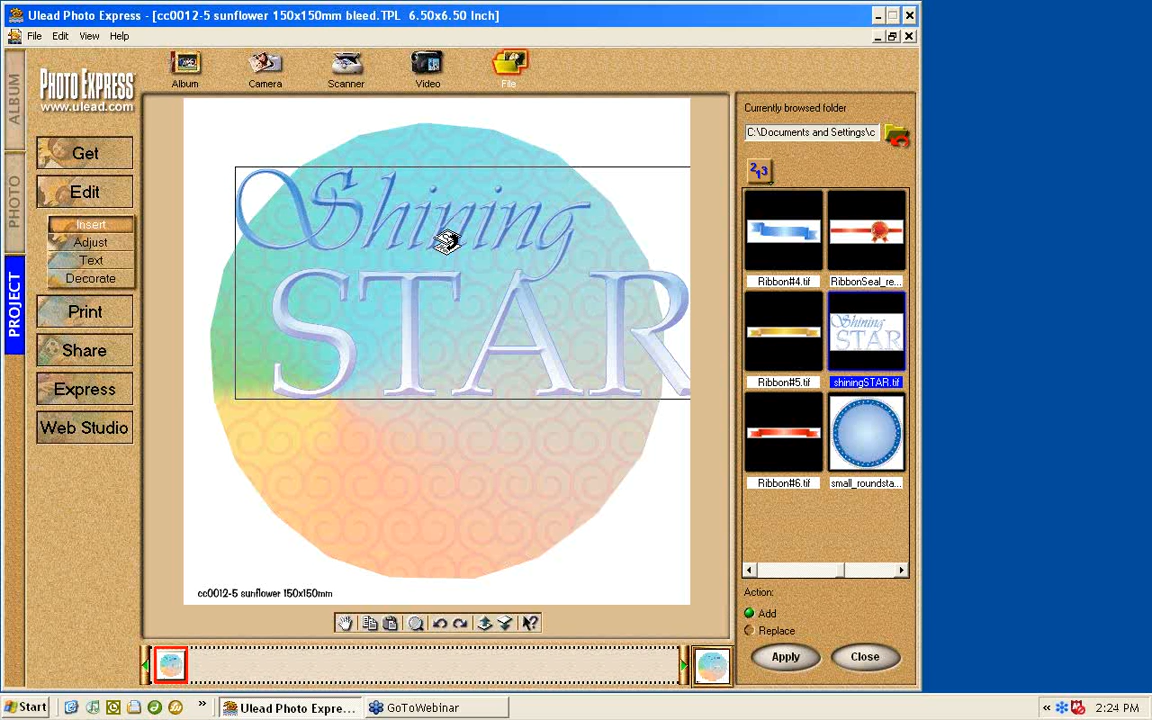 Ulead Photo Express - [cc0012-5 sunflower 150x150mm bleed.TPL 6.50x6.50 Inch]
File Edit View Help
PHOTO EXPRESS
www.ulead.com
Album
Camera
Scanner
Video
File
ALBUM
PHOTO
PROJECT
Get
Edit
Insert
Adjust
Text
Decorate
Print
Share
Express
Web Studio
Shining
STAR
cc0012-5 sunflower 150x150mm
Currently browsed folder
C:\Documents and Settings\c
213
Ribbon#4.tif
RibbonSeal_re...
Shining
STAR
Ribbon#5.tif
shiningSTAR.tif
Ribbon#6.tif
small_roundsta...
Action:
Add
Replace
Apply
Close
Start
»
Ulead Photo Expre...
GoToWebinar
«
2:24 PM